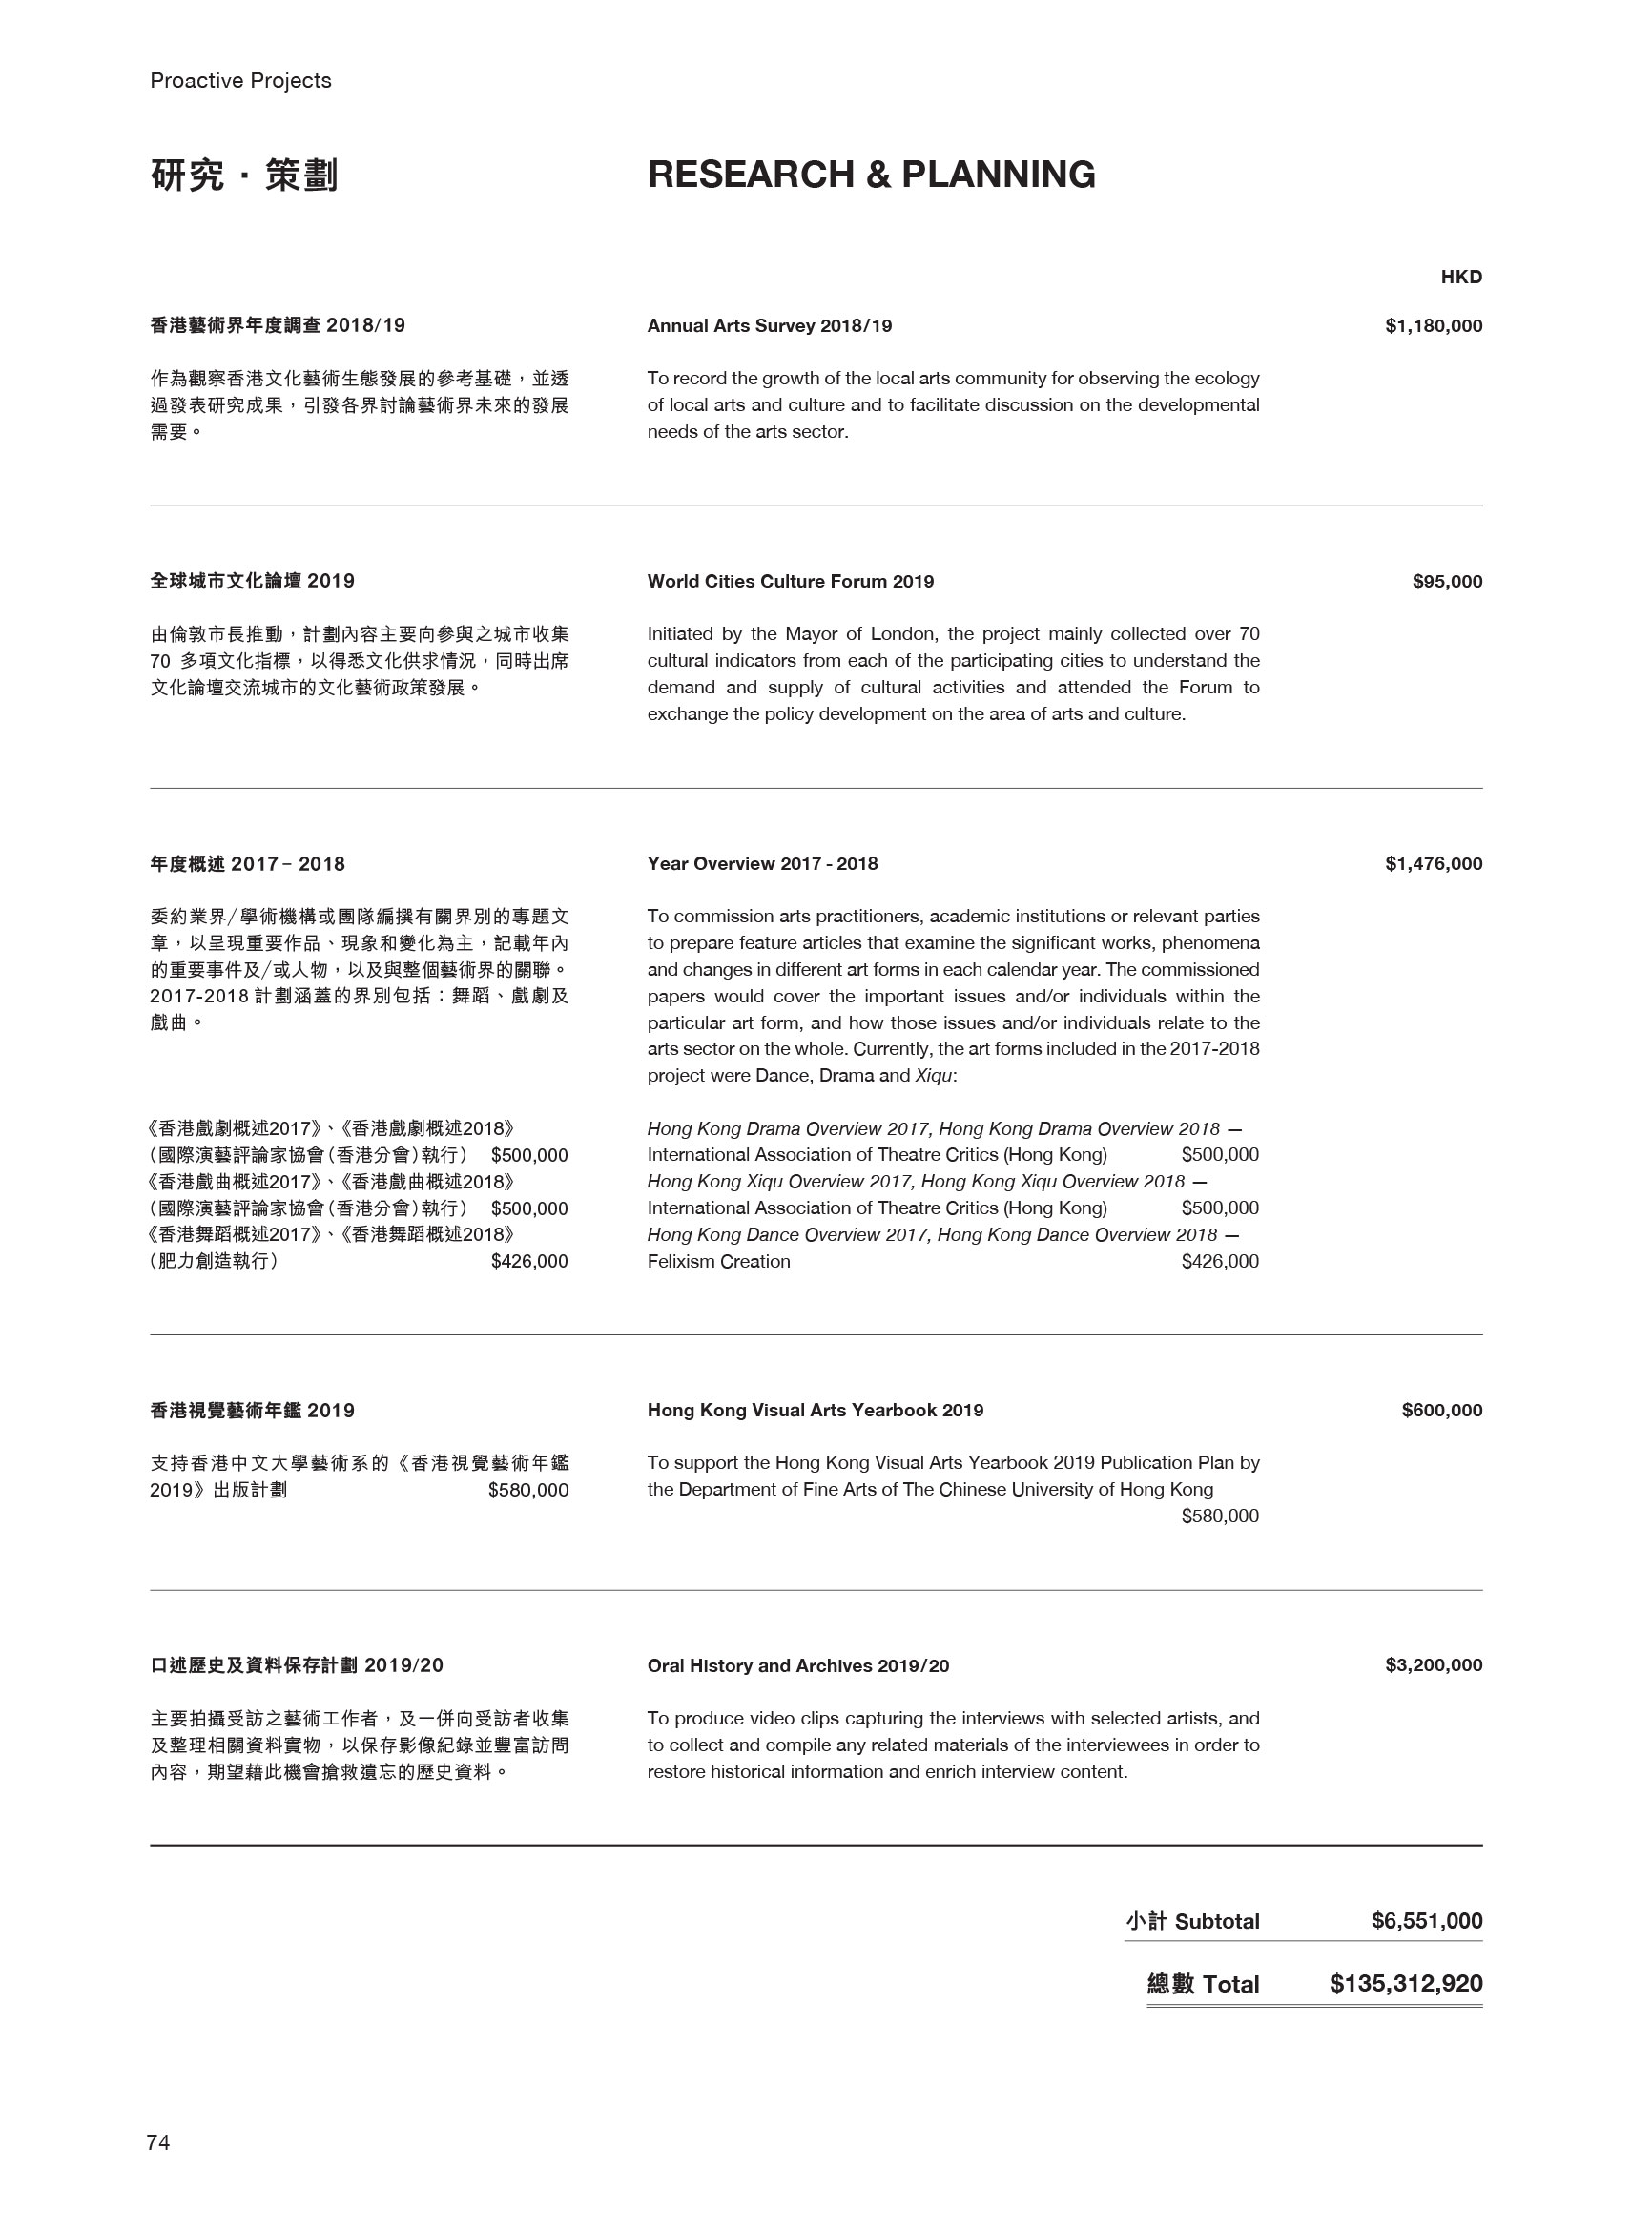 Proactive Projects
研究·策劃
RESEARCH & PLANNING
HKD
香港藝術界年度調查 2018/19
作為觀察香港文化藝術生態發展的參考基礎，並透
過發表研究成果，引發各界討論藝術界未來的發展
需要。
Annual Arts Survey 2018/19
$1,180,000
To record the growth of the local arts community for observing the ecology
of local arts and culture and to facilitate discussion on the developmental
needs of the arts sector.
全球城市文化論壇 2019
由倫敦市長推動，計劃內容主要向參與之城市收集
70 多項文化指標，以得悉文化供求情況，同時出席
文化論壇交流城市的文化藝術政策發展。
World Cities Culture Forum 2019
$95,000
Initiated by the Mayor of London, the project mainly collected over 70
cultural indicators from each of the participating cities to understand the
demand and supply of cultural activities and attended the Forum to
exchange the policy development on the area of arts and culture.
年度概述 2017– 2018
委約業界/學術機構或團隊編撰有關界別的專題文
章，以呈現重要作品、現象和變化為主，記載年內
的重要事件及/或人物，以及與整個藝術界的關聯。
2017-2018 計劃涵蓋的界別包括：舞蹈、戲劇及
戲曲。
《香港戲劇概述2017》、《香港戲劇概述2018》
（國際演藝評論家協會（香港分會）執行） $500,000
《香港戲曲概述2017》、《香港戲曲概述2018》
（國際演藝評論家協會（香港分會）執行） $500,000
《香港舞蹈概述2017》、《香港舞蹈概述2018》
（肥力創造執行） $426,000
Year Overview 2017 - 2018
$1,476,000
To commission arts practitioners, academic institutions or relevant parties
to prepare feature articles that examine the significant works, phenomena
and changes in different art forms in each calendar year. The commissioned
papers would cover the important issues and/or individuals within the
particular art form, and how those issues and/or individuals relate to the
arts sector on the whole. Currently, the art forms included in the 2017-2018
project were Dance, Drama and Xiqu:
Hong Kong Drama Overview 2017, Hong Kong Drama Overview 2018 —
International Association of Theatre Critics (Hong Kong) $500,000
Hong Kong Xiqu Overview 2017, Hong Kong Xiqu Overview 2018 —
International Association of Theatre Critics (Hong Kong) $500,000
Hong Kong Dance Overview 2017, Hong Kong Dance Overview 2018 —
Felixism Creation $426,000
香港視覺藝術年鑑 2019
支持香港中文大學藝術系的《香港視覺藝術年鑑
2019》出版計劃 $580,000
Hong Kong Visual Arts Yearbook 2019
$600,000
To support the Hong Kong Visual Arts Yearbook 2019 Publication Plan by
the Department of Fine Arts of The Chinese University of Hong Kong
$580,000
口述歷史及資料保存計劃 2019/20
主要拍攝受訪之藝術工作者，及一併向受訪者收集
及整理相關資料實物，以保存影像紀錄並豐富訪問
內容，期望藉此機會搶救遺忘的歷史資料。
Oral History and Archives 2019/20
$3,200,000
To produce video clips capturing the interviews with selected artists, and
to collect and compile any related materials of the interviewees in order to
restore historical information and enrich interview content.
小計 Subtotal $6,551,000
總數 Total $135,312,920
74